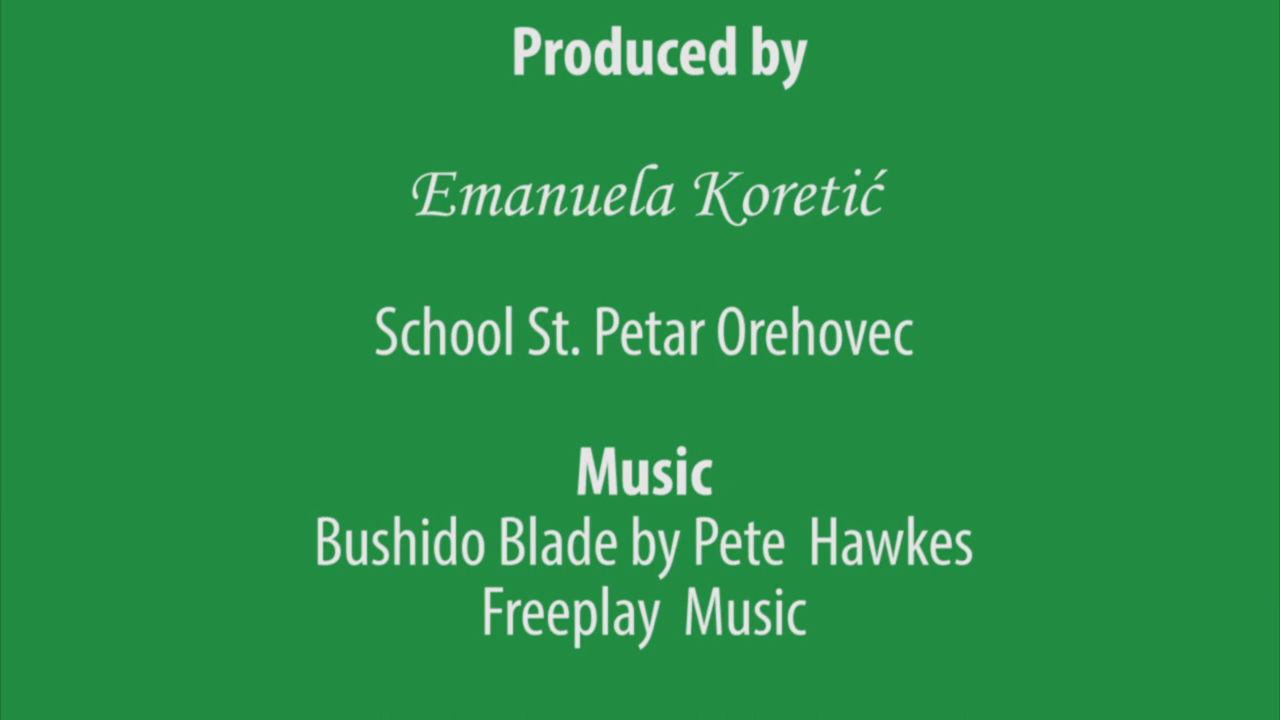 Produced by
Emanuela Koretić
School St. Petar Orehovec
Music
Bushido Blade by Pete Hawkes
Freeplay Music